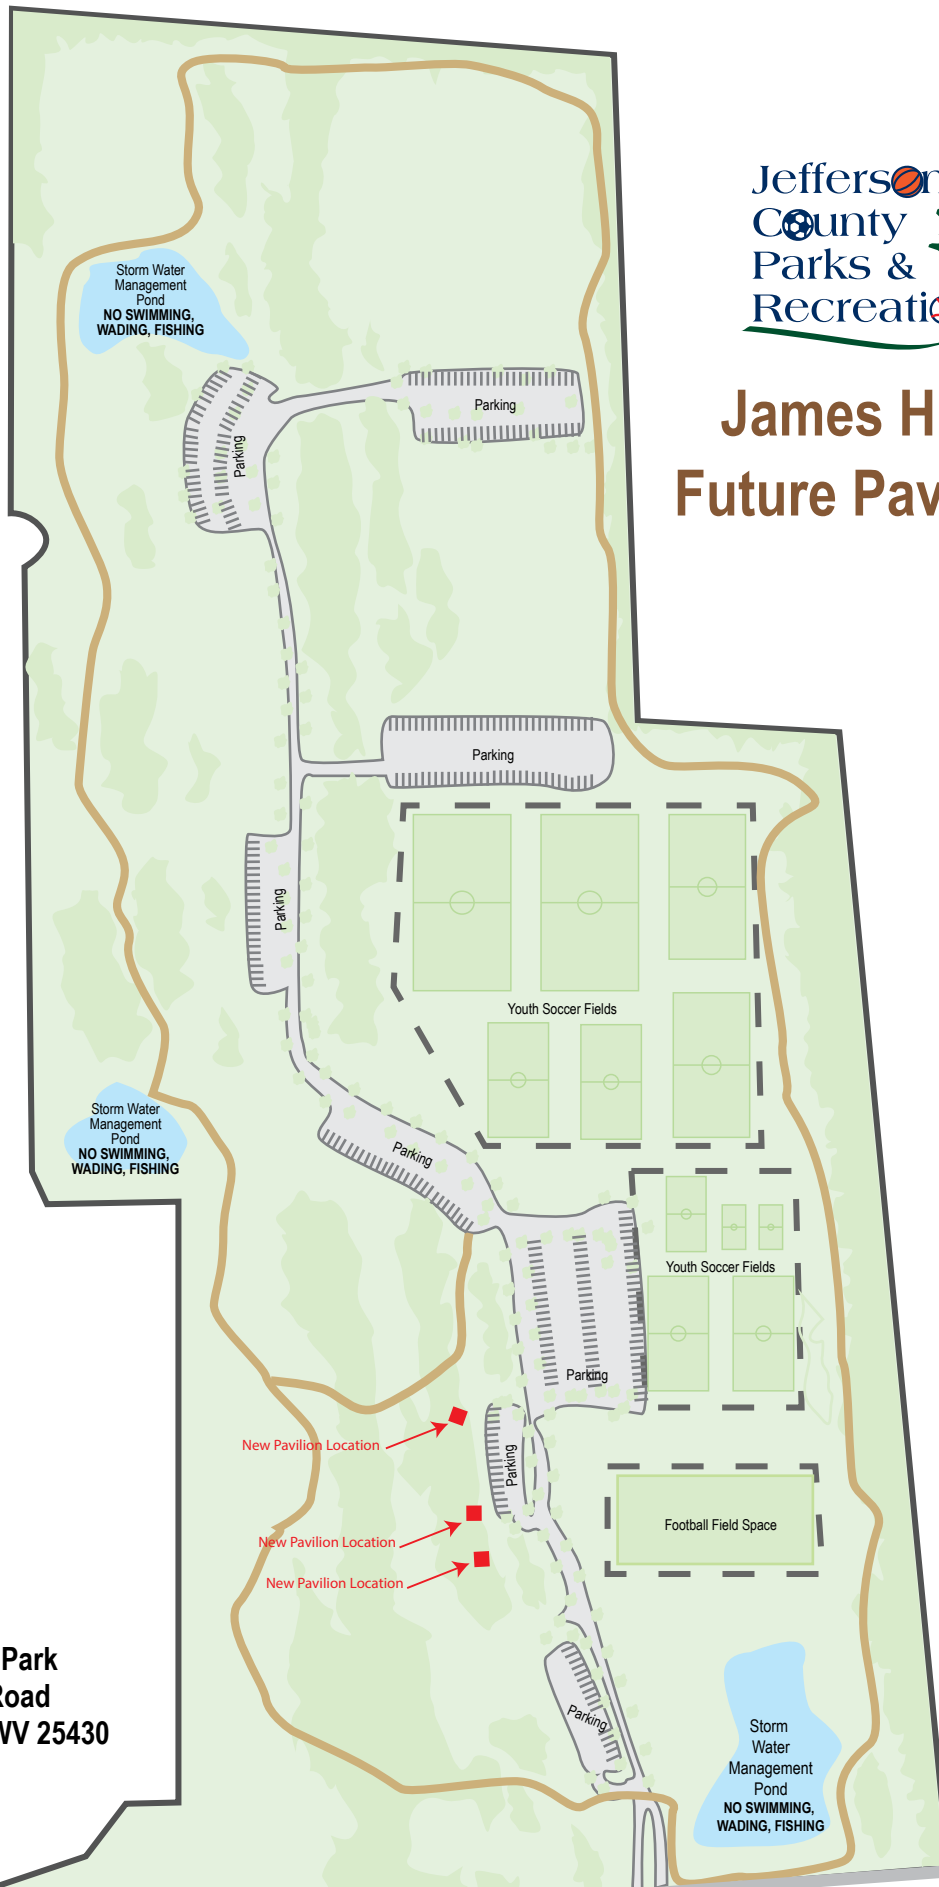 Jefferson
County
Parks &
Recreati
James H
Future Pav
Storm Water
Management
Pond
NO SWIMMING,
WADING, FISHING
Parking
Parking
Parking
Parking
Youth Soccer Fields
Storm Water
Management
Pond
NO SWIMMING,
WADING, FISHING
Parking
Youth Soccer Fields
Parking
New Pavilion Location
Parking
New Pavilion Location
Football Field Space
New Pavilion Location
Park
Road
WV 25430
Parking
Storm
Water
Management
Pond
NO SWIMMING,
WADING, FISHING